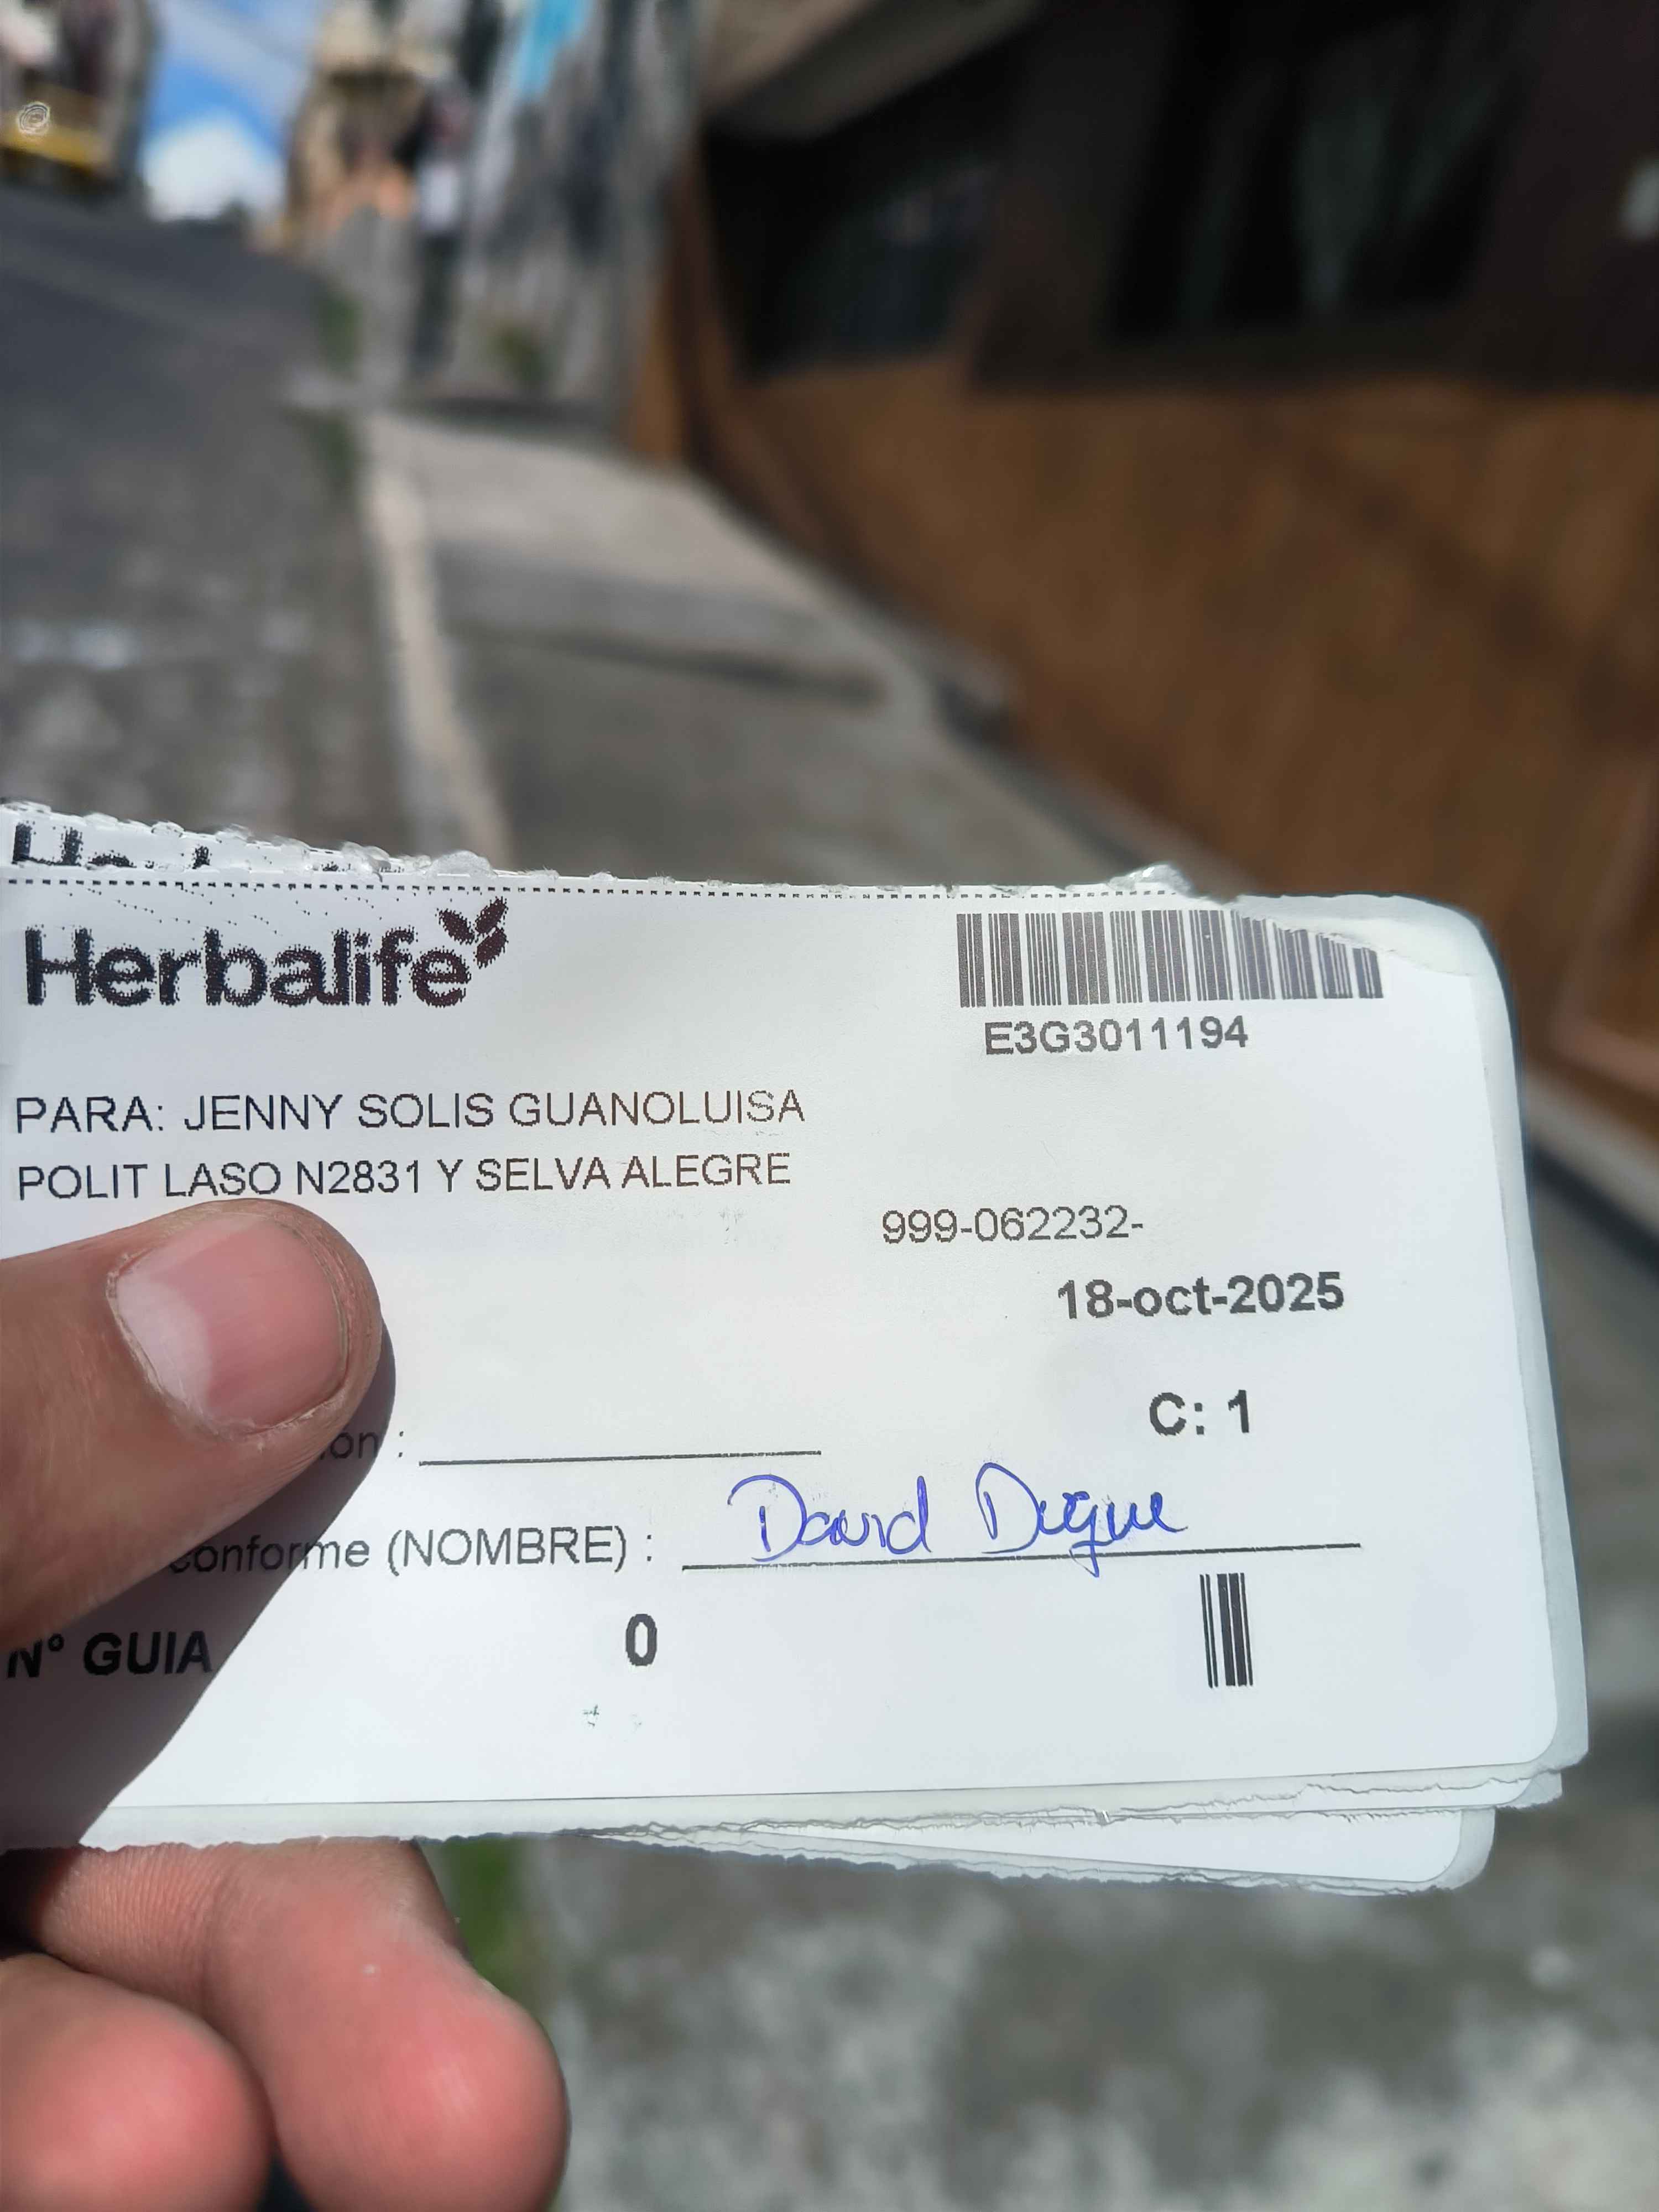 Herbalife
E3G3011194
PARA: JENNY SOLIS GUANOLUISA
POLIT LASO N2831 Y SELVA ALEGRE
999-062232-
18-oct-2025
C: 1
on :
conforme (NOMBRE) : David
N° GUIA 0